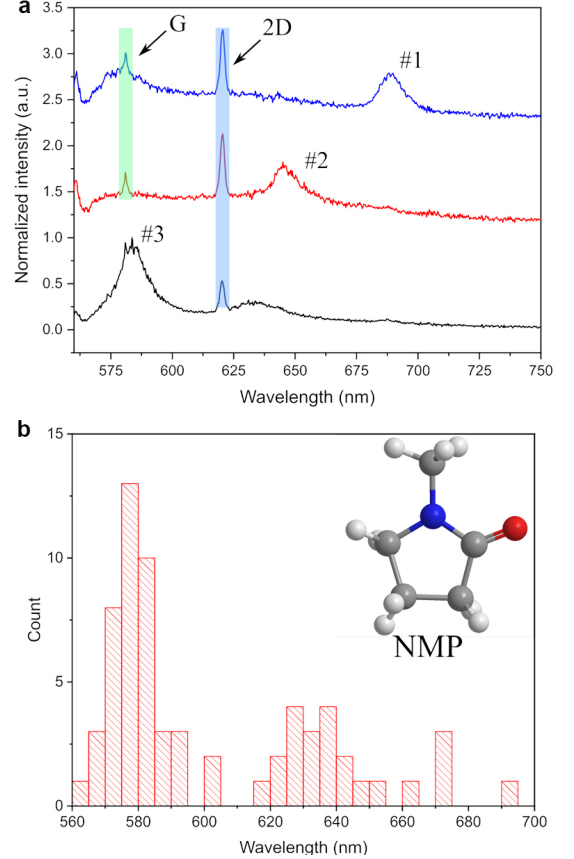 a
G
2D
#1
#2
#3
3.5
3.0
2.5
2.0
1.5
1.0
0.5
0.0
Normalized intensity (a.u.)
575 600 625 650 675 700 725 750
Wavelength (nm)
b
15
10
5
0
Count
NMP
560 580 600 620 640 660 680 700
Wavelength (nm)